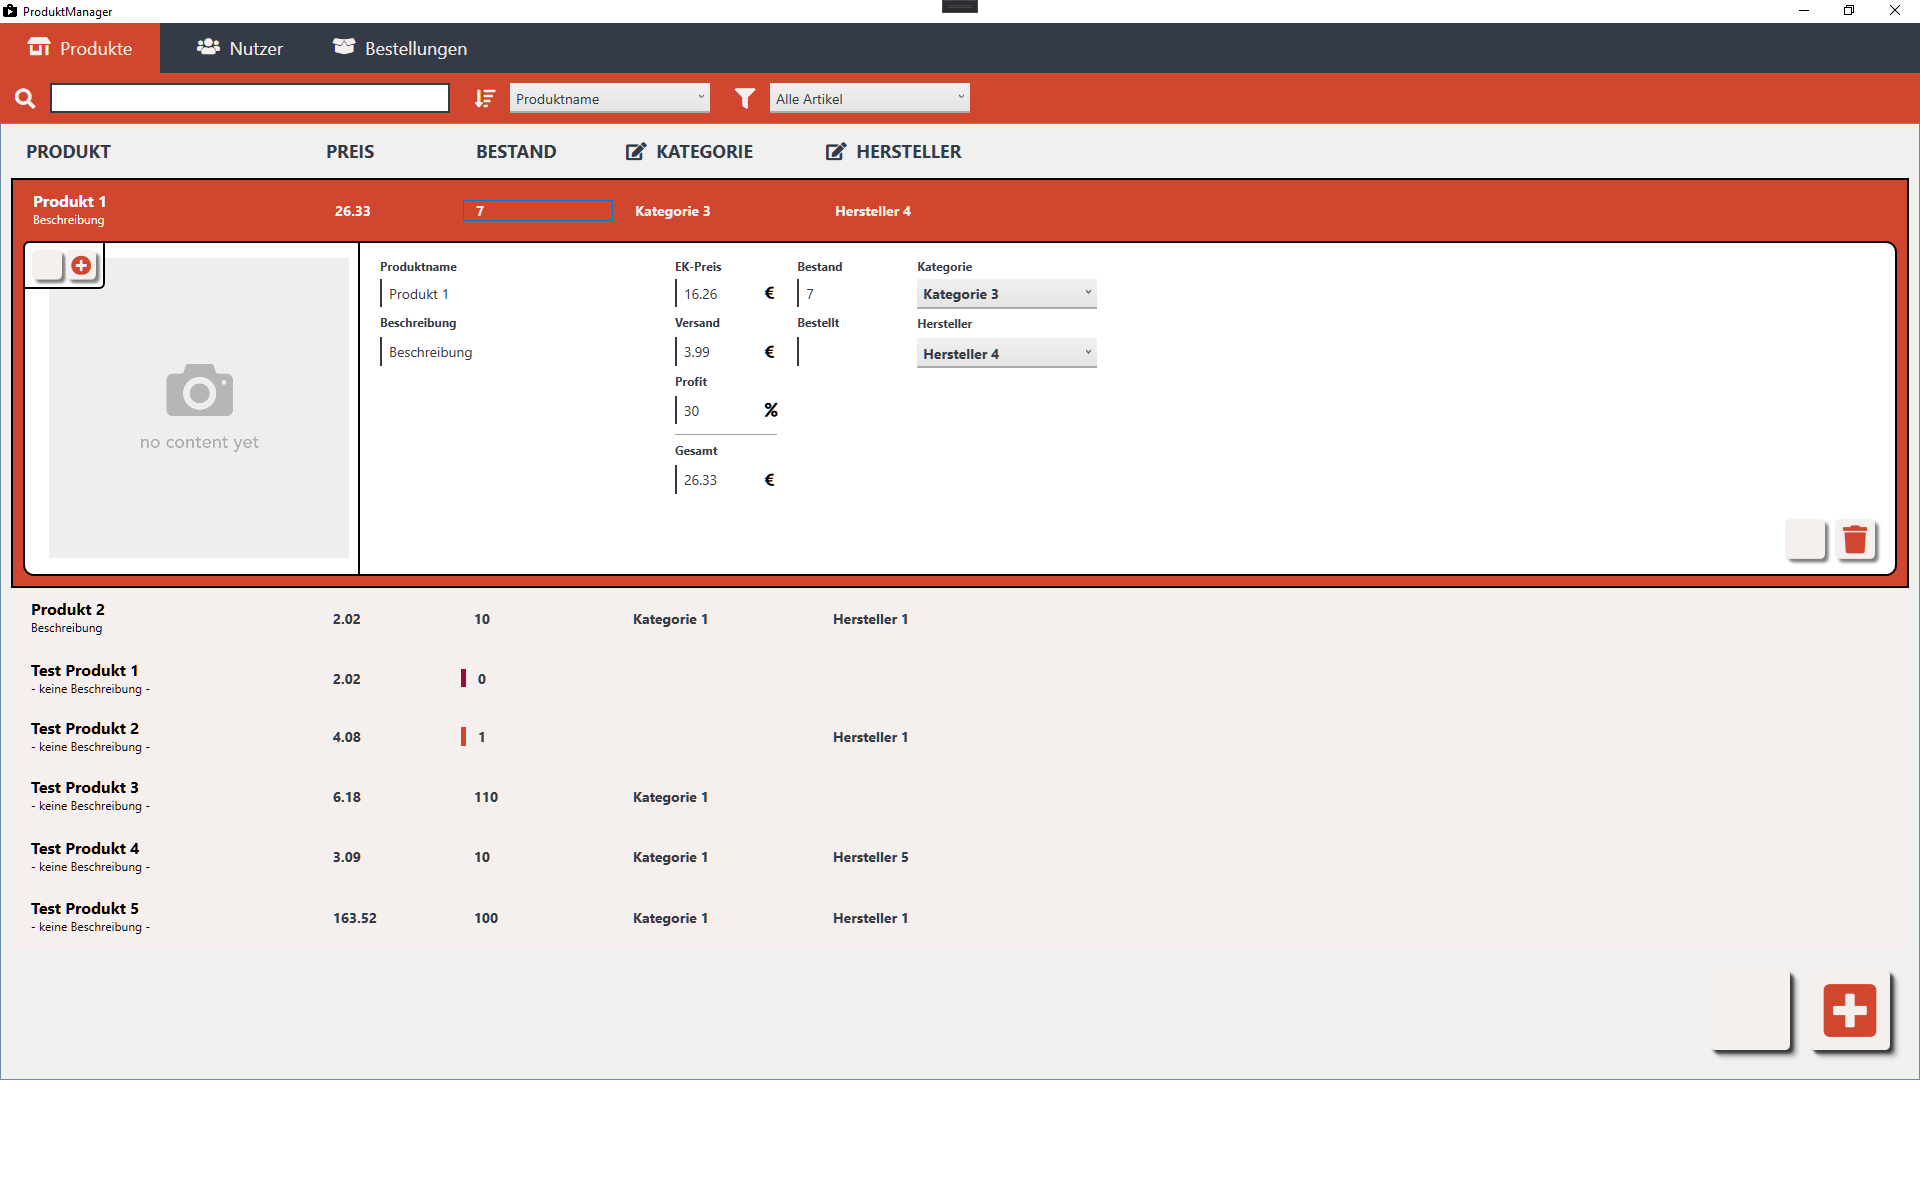 ProduktManager
Produkte Nutzer Bestellungen
Produktname Alle Artikel
PRODUKT PREIS BESTAND KATEGORIE HERSTELLER
Produkt 1
Beschreibung
26.33 7 Kategorie 3 Hersteller 4
Produktname EK-Preis Bestand Kategorie
Produkt 1 16.26 € 7 Kategorie 3
Beschreibung Versand Bestellt Hersteller
Beschreibung 3.99 € Hersteller 4
Profit
30 %
no content yet
Gesamt
26.33 €
Produkt 2
Beschreibung
2.02 10 Kategorie 1 Hersteller 1
Test Produkt 1
- keine Beschreibung -
2.02 0
Test Produkt 2
- keine Beschreibung -
4.08 1 Hersteller 1
Test Produkt 3
- keine Beschreibung -
6.18 110 Kategorie 1
Test Produkt 4
- keine Beschreibung -
3.09 10 Kategorie 1 Hersteller 5
Test Produkt 5
- keine Beschreibung -
163.52 100 Kategorie 1 Hersteller 1